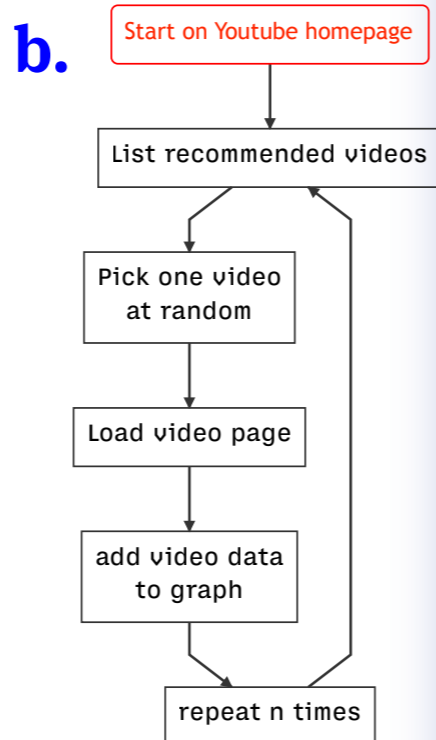 b.
Start on Youtube homepage
List recommended videos
Pick one video
at random
Load video page
add video data
to graph
repeat n times